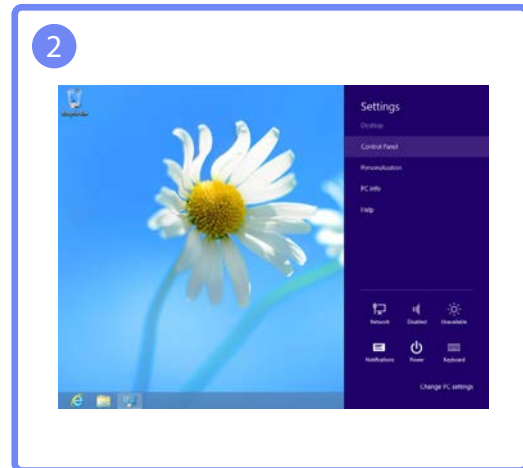 2
Settings
Desktop
Control Panel
Personalization
PC info
Help
Network Disabled Unavailable
Notifications Power Keyboard
Change PC settings